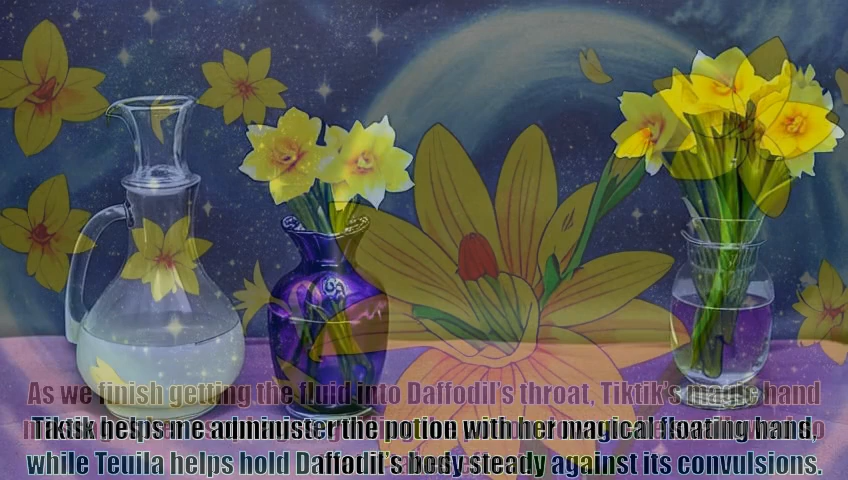 As we finish getting the fluid into Daffodil's throat, Tiktik's magic hand
Tiktik helps me administer the potion with her magical floating hand,
while Teuila helps hold Daffodil's body steady against its convulsions.